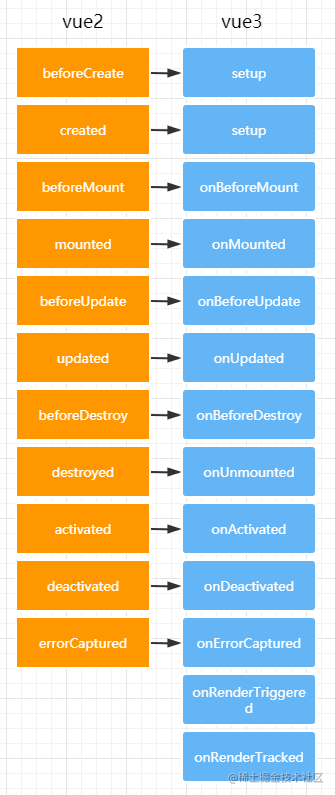 vue2 vue3
beforeCreate setup
created setup
beforeMount onBeforeMount
mounted onMounted
beforeUpdate onBeforeUpdate
updated onUpdated
beforeDestroy onBeforeDestroy
destroyed onUnmounted
activated onActivated
deactivated onDeactivated
errorCaptured onErrorCaptured
onRenderTriggere
d
onRenderTracked
@稀土掘金技术社区